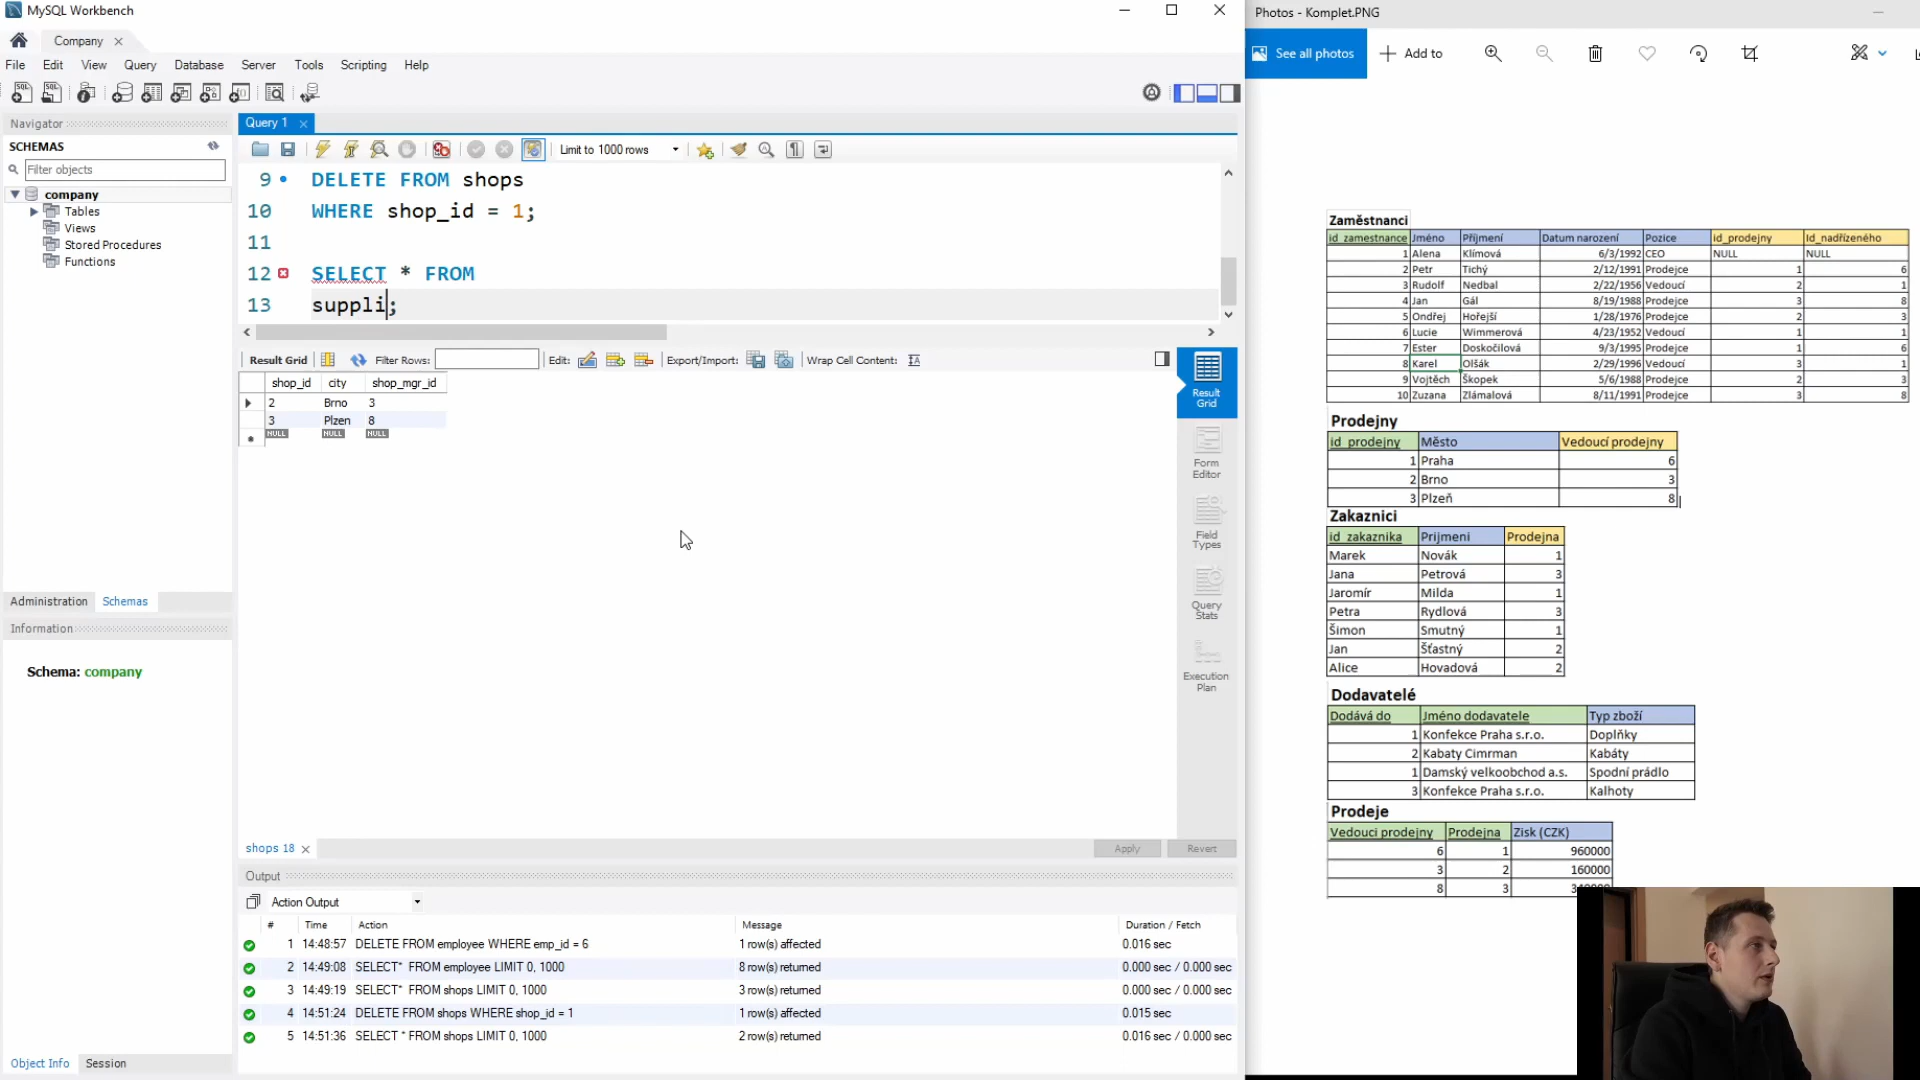 MySQL Workbench
Company
File Edit View Query Database Server Tools Scripting Help
Navigator
SCHEMAS
Filter objects
company
Tables
Views
Stored Procedures
Functions
Administration Schemas
Information
Schema: company
Object Info Session
Query 1
Limit to 1000 rows
9 DELETE FROM shops
10 WHERE shop_id = 1;
11
12 SELECT * FROM
13 suppli;
Result Grid Filter Rows: Edit: Export/Import: Wrap Cell Content:
shop_id city shop_mgr_id
2 Brno 3
3 Plzen 8
NULL NULL NULL
Result Grid
Form Editor
Field Types
Query Stats
Execution Plan
shops 18
Apply Revert
Output
Action Output
# Time Action Message Duration / Fetch
1 14:48:57 DELETE FROM employee WHERE emp_id = 6 1 row(s) affected 0.016 sec
2 14:49:08 SELECT* FROM employee LIMIT 0, 1000 8 row(s) returned 0.000 sec / 0.000 sec
3 14:49:19 SELECT* FROM shops LIMIT 0, 1000 3 row(s) returned 0.000 sec / 0.000 sec
4 14:51:24 DELETE FROM shops WHERE shop_id = 1 1 row(s) affected 0.015 sec
5 14:51:36 SELECT * FROM shops LIMIT 0, 1000 2 row(s) returned 0.016 sec / 0.000 sec
Photos - Komplet.PNG
See all photos Add to
Zaměstnanci
id_zamestnance Jméno Příjmení Datum narození Pozice id_prodejny Id_nadřízeného
1 Alena Klímová 6/3/1992 CEO NULL NULL
2 Petr Tichý 2/12/1991 Prodejce 1 6
3 Rudolf Nedbal 2/22/1956 Vedoucí 2 1
4 Jan Gál 8/19/1988 Prodejce 3 8
5 Ondřej Hořejší 1/28/1976 Prodejce 2 3
6 Lucie Wimmerová 4/23/1952 Vedoucí 1 1
7 Ester Doskočilová 9/3/1995 Prodejce 1 6
8 Karel Olšák 2/29/1996 Vedoucí 3 1
9 Vojtěch Škopek 5/6/1988 Prodejce 2 3
10 Zuzana Zlámalová 8/11/1991 Prodejce 3 8
Prodejny
id_prodejny Město Vedoucí prodejny
1 Praha 6
2 Brno 3
3 Plzeň 8
Zakaznici
id_zakaznika Prijmeni Prodejna
Marek Novák 1
Jana Petrová 3
Jaromír Milda 1
Petra Rydlová 3
Šimon Smutný 1
Jan Šťastný 2
Alice Hovadová 2
Dodavatelé
Dodává do Jméno dodavatele Typ zboží
1 Konfekce Praha s.r.o. Doplňky
2 Kabaty Cimrman Kabáty
1 Damský velkoobchod a.s. Spodní prádlo
3 Konfekce Praha s.r.o. Kalhoty
Prodeje
Vedouci prodejny Prodejna Zisk (CZK)
6 1 960000
3 2 160000
8 3